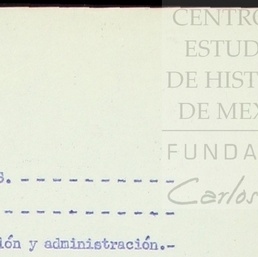 CENTRO
ESTUD
DE HIST
DE MEX
FUNDA
Carlos
s. - - - - - - - - - - -
- - - - - - - - - - -
ión y administración.-